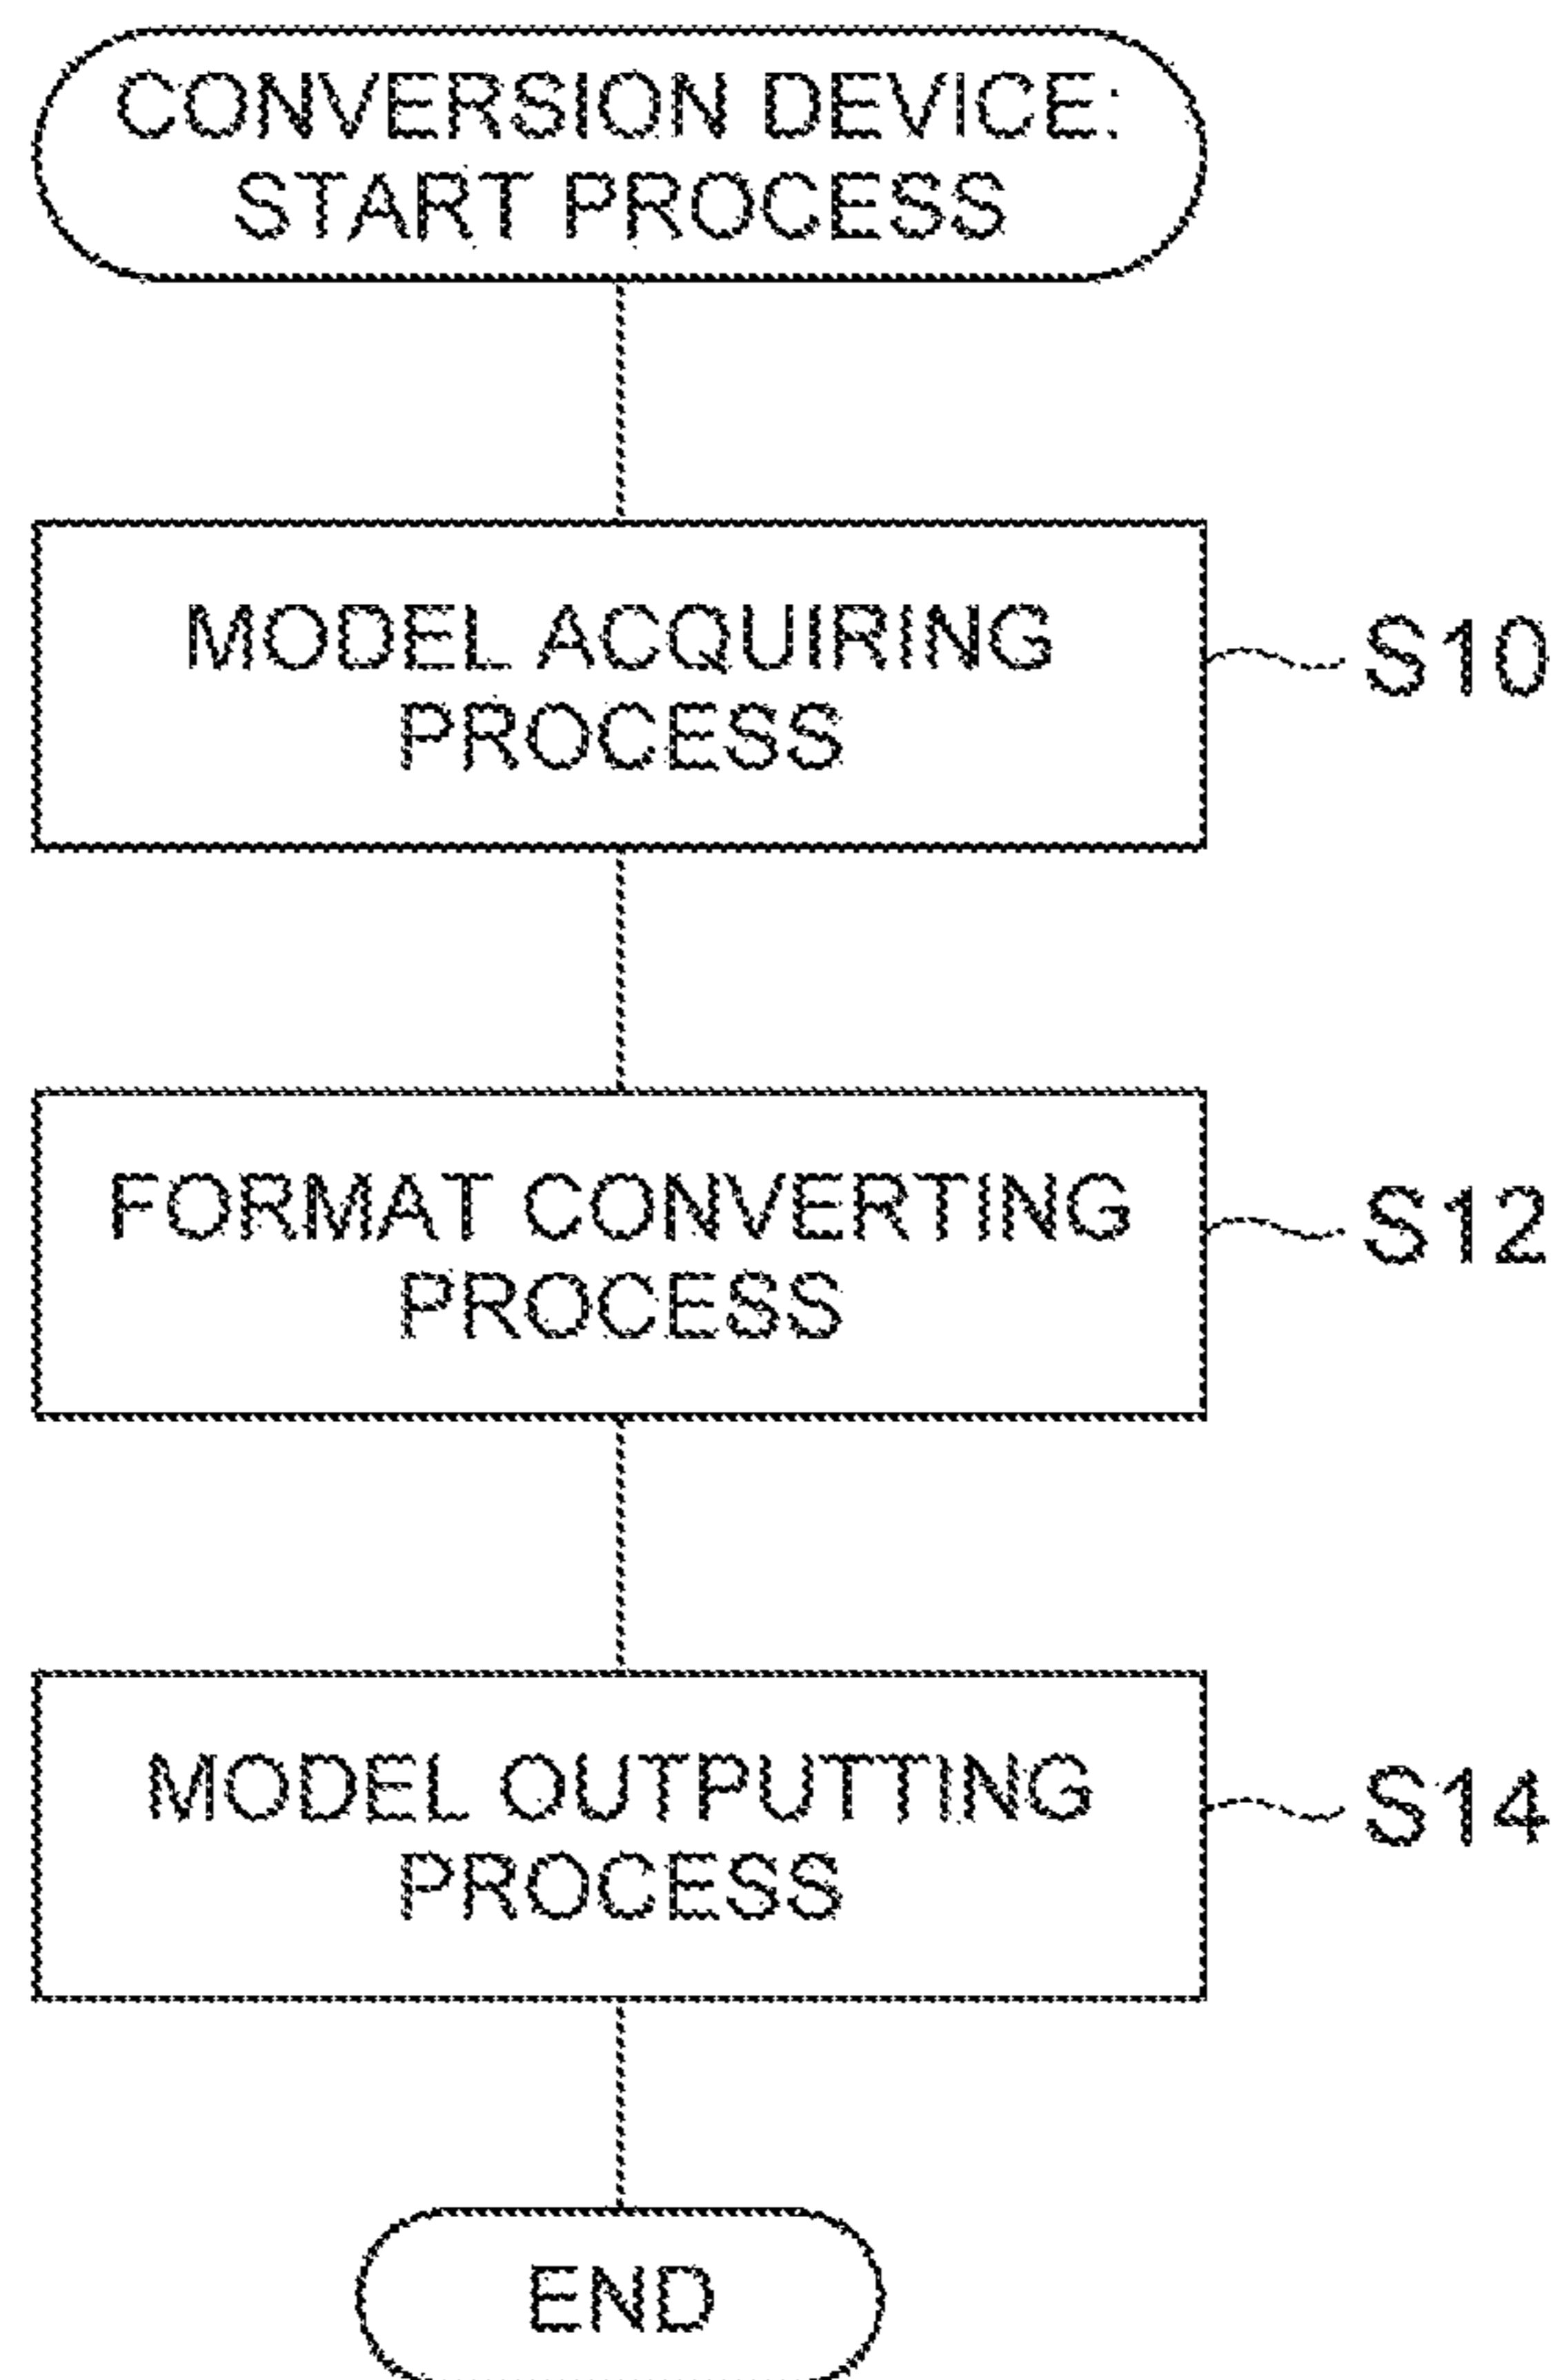 CONVERSION DEVICE:
START PROCESS
MODEL ACQUIRING
PROCESS
S10
FORMAT CONVERTING
PROCESS
S12
MODEL OUTPUTTING
PROCESS
S14
END